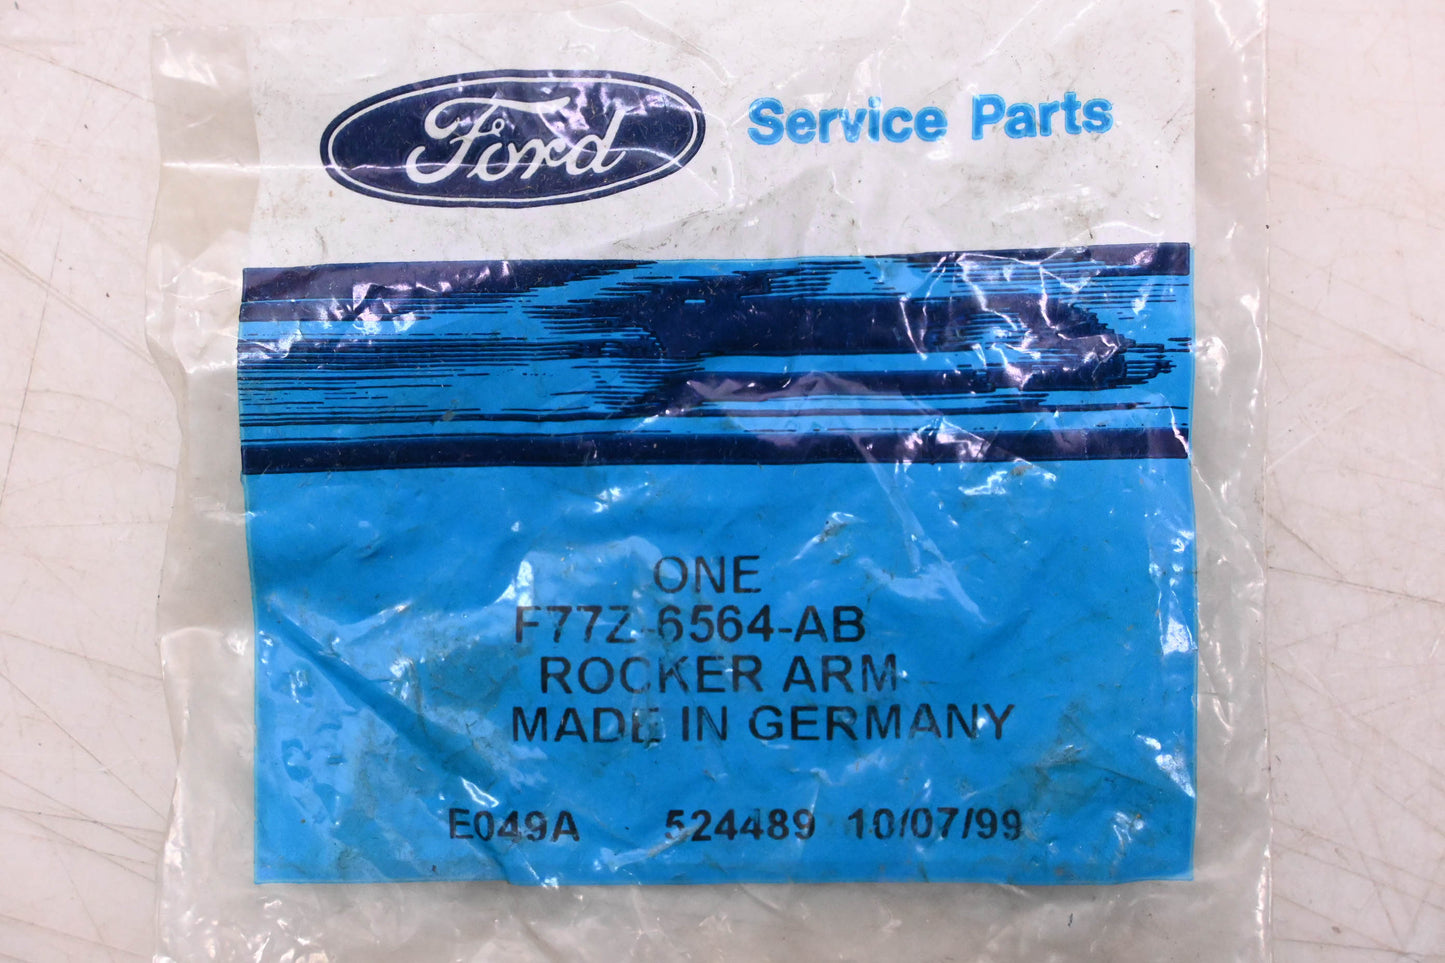 Ford Service Parts
ONE
F77Z-6564-AB
ROCKER ARM
MADE IN GERMANY
E049A 524489 10/07/99